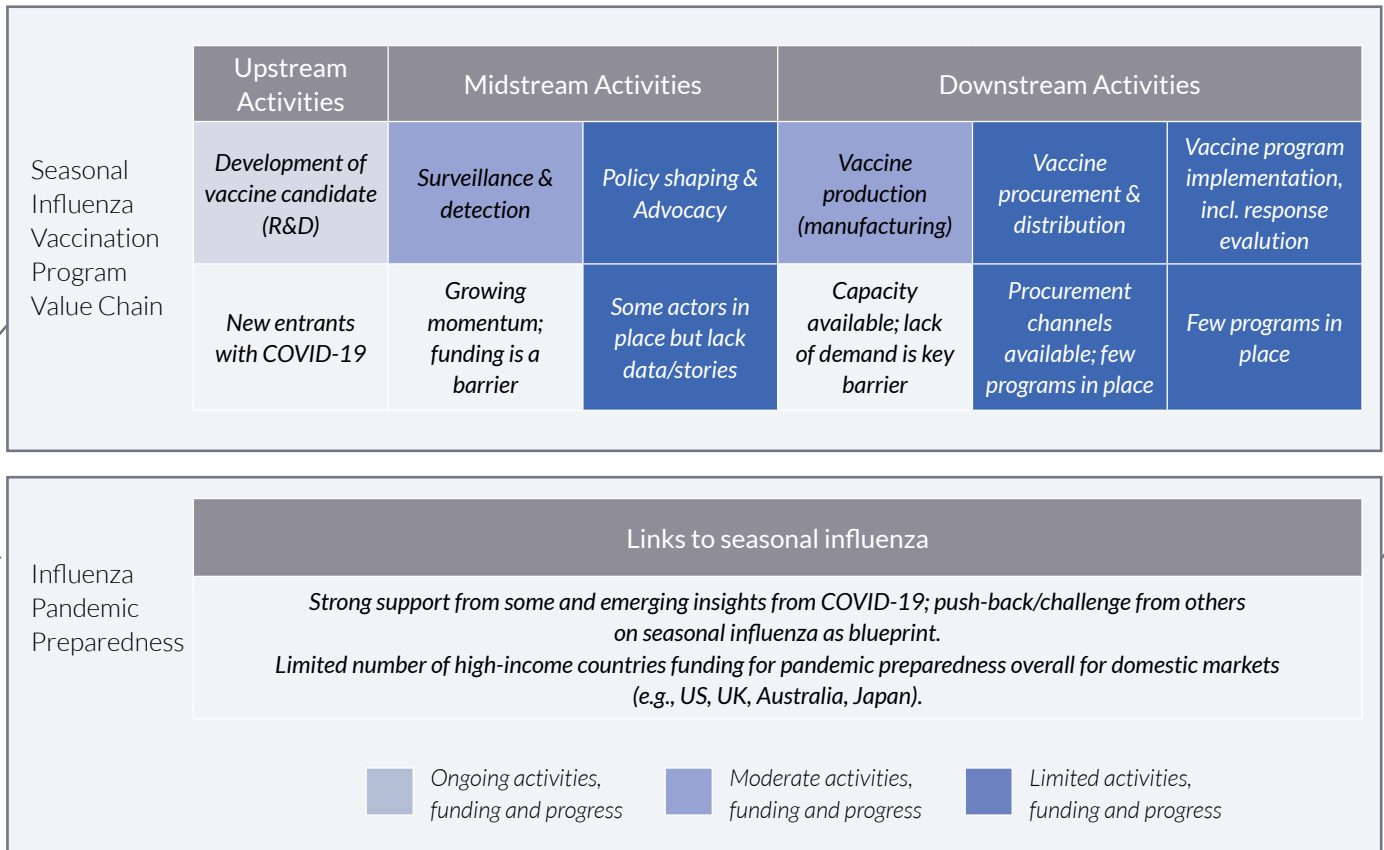 Seasonal
Influenza
Vaccination
Program
Value Chain
Upstream
Activities
Midstream Activities
Downstream Activities
Development of
vaccine candidate
(R&D)
Surveillance &
detection
Policy shaping &
Advocacy
Vaccine
production
(manufacturing)
Vaccine
procurement &
distribution
Vaccine program
implementation,
incl. response
evalution
New entrants
with COVID-19
Growing
momentum;
funding is a
barrier
Some actors in
place but lack
data/stories
Capacity
available; lack
of demand is key
barrier
Procurement
channels
available; few
programs in place
Few programs in
place
Influenza
Pandemic
Preparedness
Links to seasonal influenza
Strong support from some and emerging insights from COVID-19; push-back/challenge from others
on seasonal influenza as blueprint.
Limited number of high-income countries funding for pandemic preparedness overall for domestic markets
(e.g., US, UK, Australia, Japan).
Ongoing activities,
funding and progress
Moderate activities,
funding and progress
Limited activities,
funding and progress